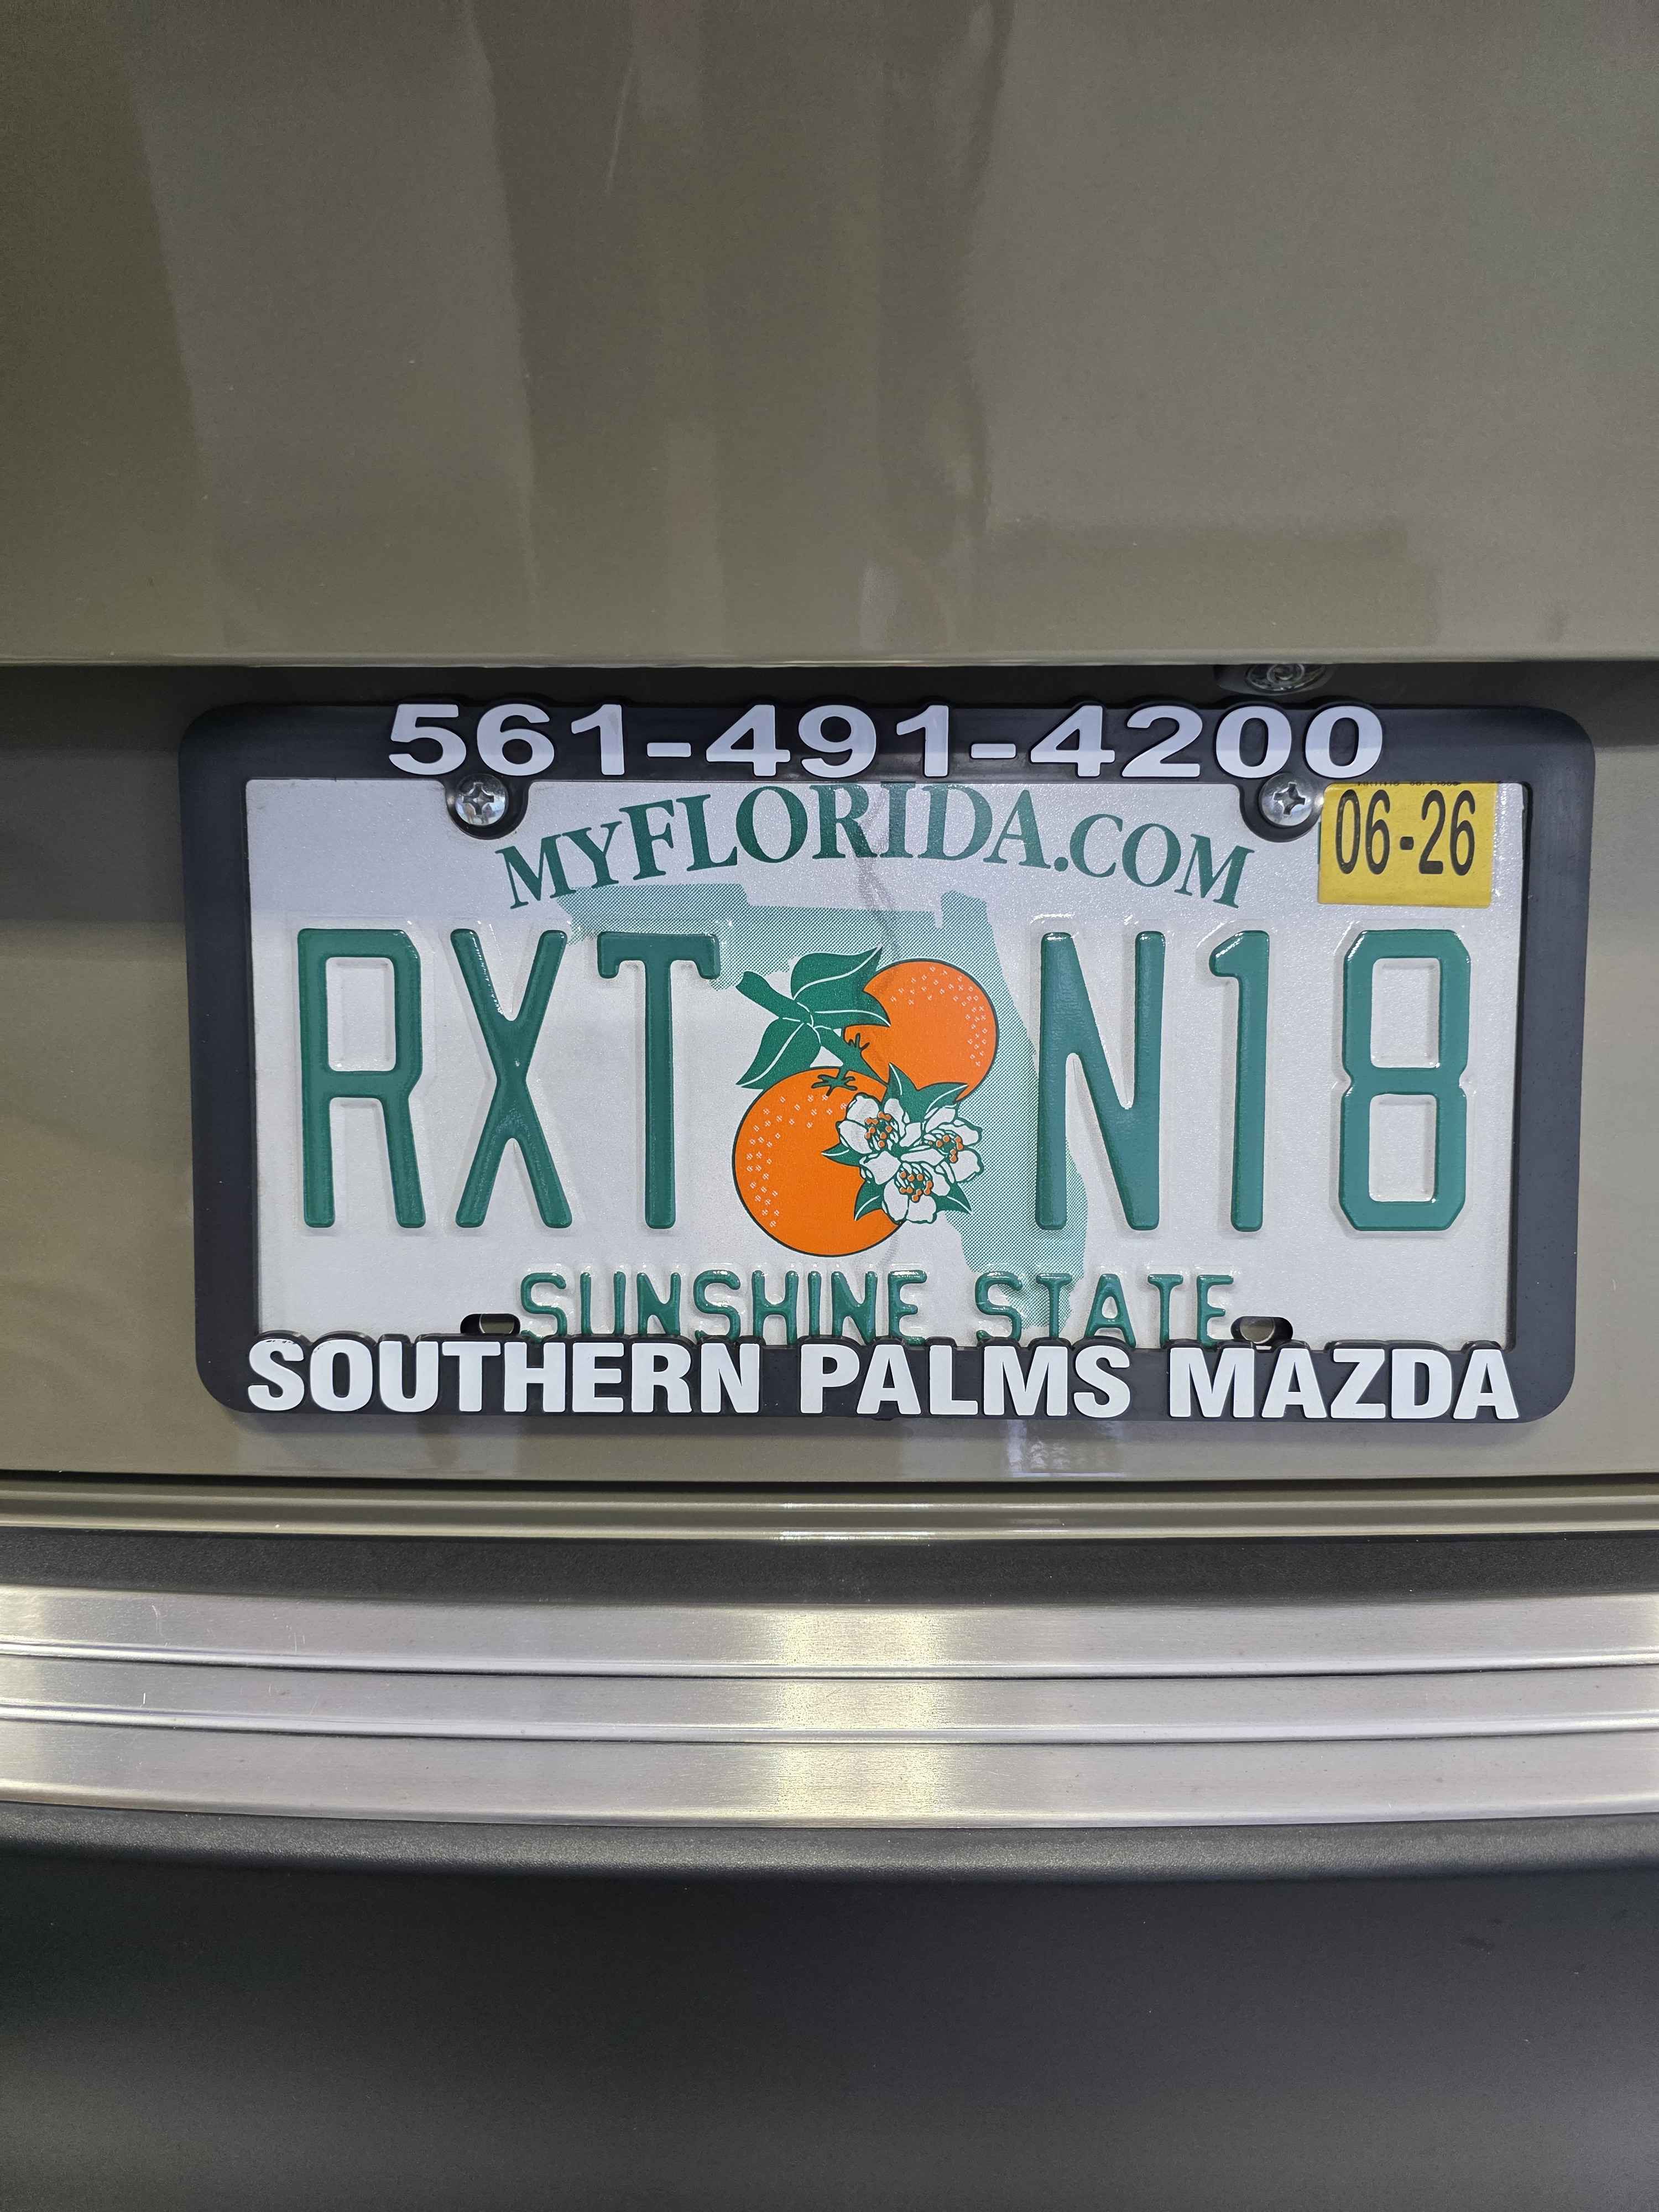 561-491-4200
MYFLORIDA.COM
06-26
RXT N18
SUNSHINE STATE
SOUTHERN PALMS MAZDA